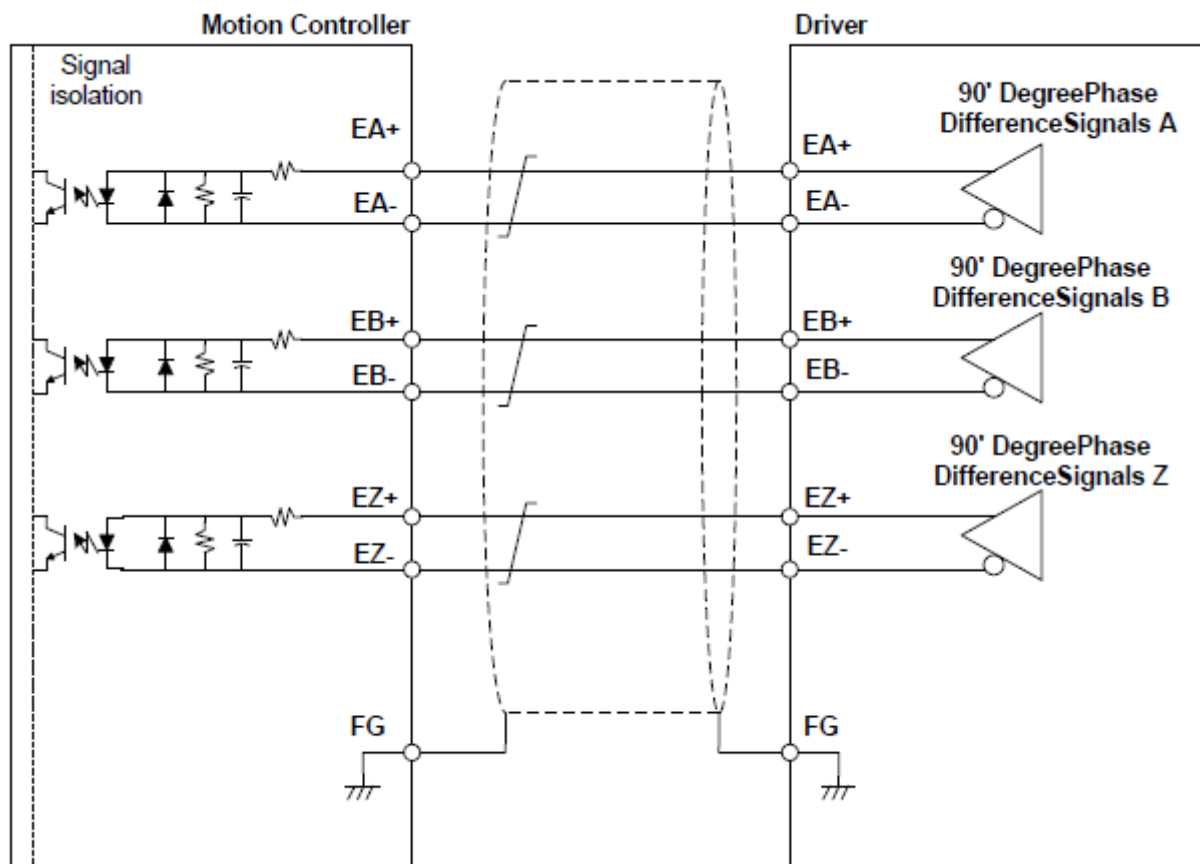 Motion Controller
Driver
Signal
isolation
90' DegreePhase
DifferenceSignals A
EA+
EA+
EA-
EA-
90' DegreePhase
DifferenceSignals B
EB+
EB+
EB-
EB-
90' DegreePhase
DifferenceSignals Z
EZ+
EZ+
EZ-
EZ-
FG
FG